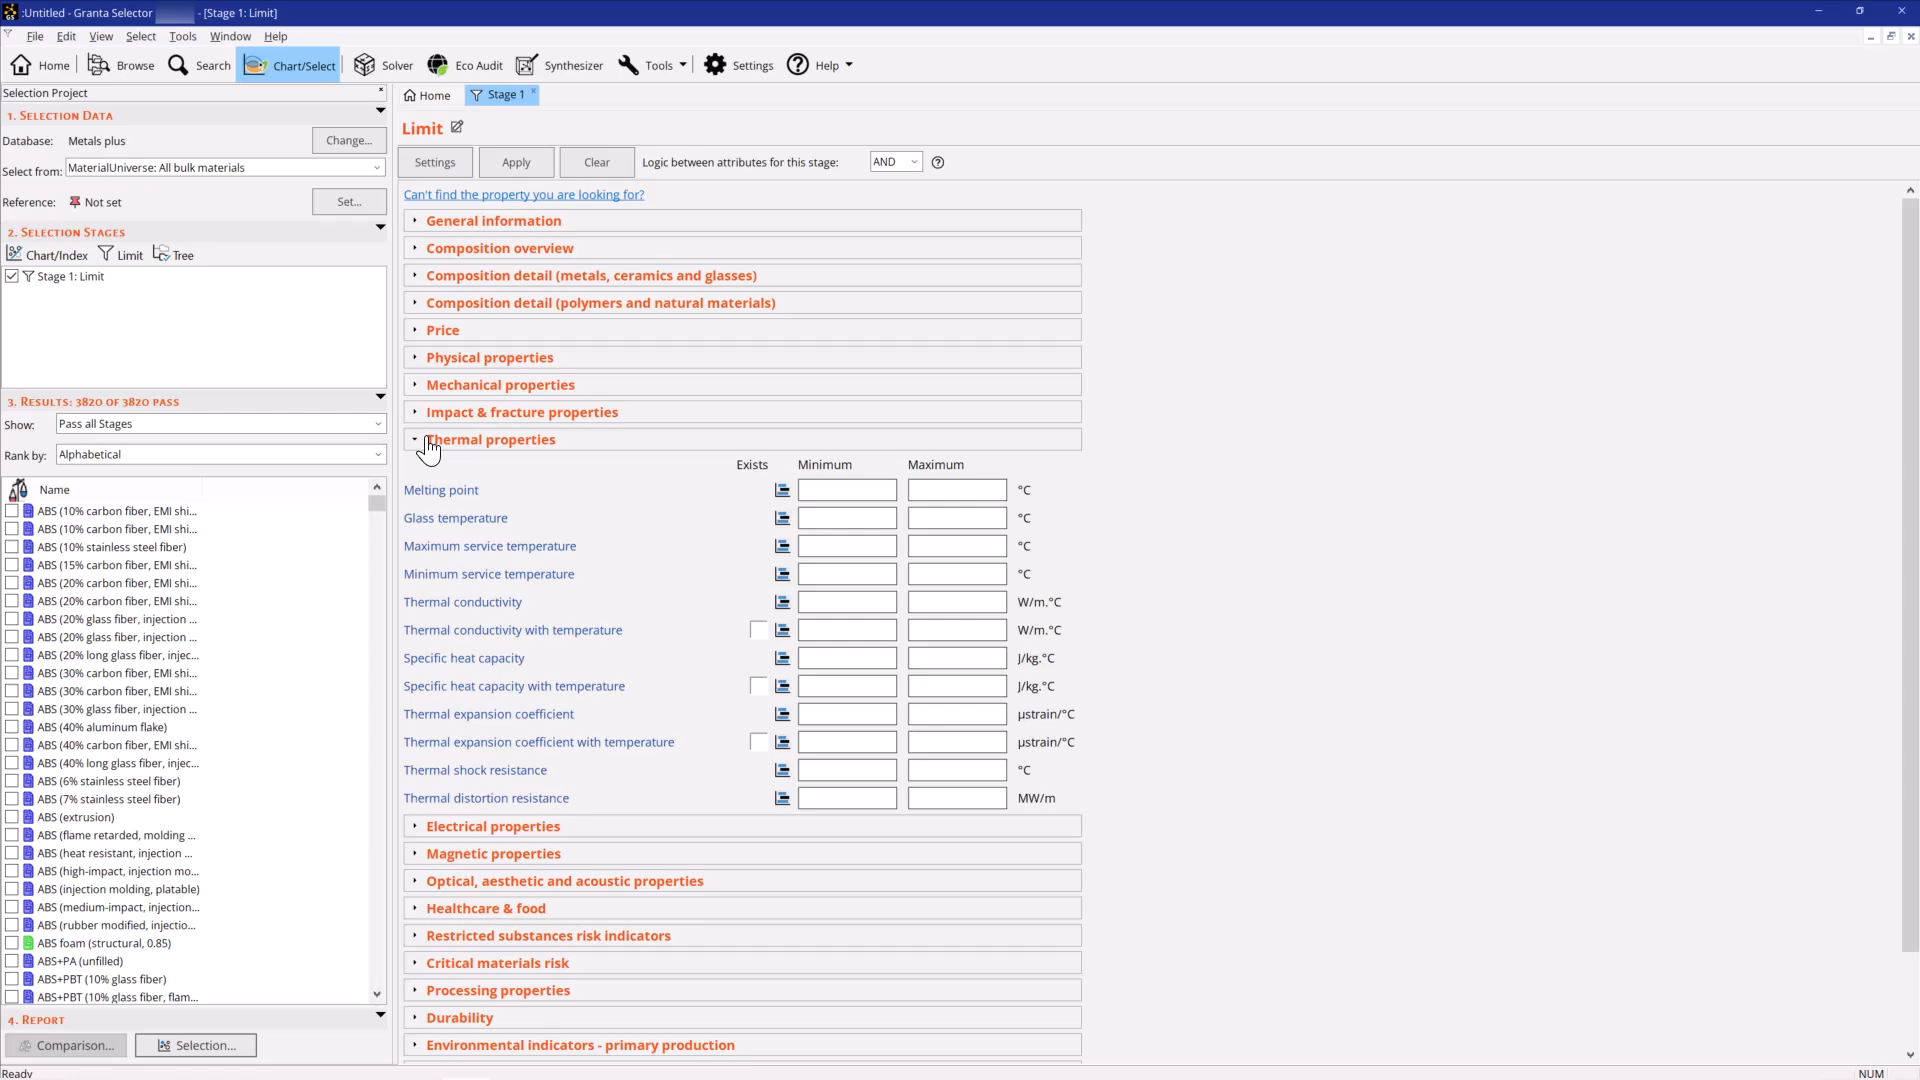 :Untitled - Granta Selector - [Stage 1: Limit]
File Edit View Select Tools Window Help
Home Browse Search Chart/Select Solver Eco Audit Synthesizer Tools Settings Help
Selection Project
1. Selection Data
Database: Metals plus Change...
Select from: MaterialUniverse: All bulk materials
Reference: Not set Set...
2. Selection Stages
Chart/Index Limit Tree
Stage 1: Limit
3. Results: 3820 of 3820 pass
Show: Pass all Stages
Rank by: Alphabetical
Name
ABS (10% carbon fiber, EMI shi...
ABS (10% carbon fiber, EMI shi...
ABS (10% stainless steel fiber)
ABS (15% carbon fiber, EMI shi...
ABS (20% carbon fiber, EMI shi...
ABS (20% carbon fiber, EMI shi...
ABS (20% glass fiber, injection ...
ABS (20% glass fiber, injection ...
ABS (20% long glass fiber, injec...
ABS (30% carbon fiber, EMI shi...
ABS (30% carbon fiber, EMI shi...
ABS (30% glass fiber, injection ...
ABS (40% aluminum flake)
ABS (40% carbon fiber, EMI shi...
ABS (40% long glass fiber, injec...
ABS (6% stainless steel fiber)
ABS (7% stainless steel fiber)
ABS (extrusion)
ABS (flame retarded, molding ...
ABS (heat resistant, injection ...
ABS (high-impact, injection mo...
ABS (injection molding, platable)
ABS (medium-impact, injection...
ABS (rubber modified, injectio...
ABS foam (structural, 0.85)
ABS+PA (unfilled)
ABS+PBT (10% glass fiber)
ABS+PBT (10% glass fiber, flam...
4. Report
Comparison... Selection...
Home Stage 1
Limit
Settings Apply Clear Logic between attributes for this stage: AND
Can't find the property you are looking for?
General information
Composition overview
Composition detail (metals, ceramics and glasses)
Composition detail (polymers and natural materials)
Price
Physical properties
Mechanical properties
Impact & fracture properties
Thermal properties
Exists Minimum Maximum
Melting point °C
Glass temperature °C
Maximum service temperature °C
Minimum service temperature °C
Thermal conductivity W/m.°C
Thermal conductivity with temperature W/m.°C
Specific heat capacity J/kg.°C
Specific heat capacity with temperature J/kg.°C
Thermal expansion coefficient µstrain/°C
Thermal expansion coefficient with temperature µstrain/°C
Thermal shock resistance °C
Thermal distortion resistance MW/m
Electrical properties
Magnetic properties
Optical, aesthetic and acoustic properties
Healthcare & food
Restricted substances risk indicators
Critical materials risk
Processing properties
Durability
Environmental indicators - primary production
Ready NUM